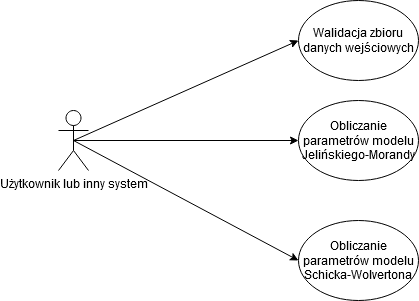 Walidacja zbioru
danych wejściowych
Obliczanie
parametrów modelu
Jelińskiego-Morandy
Użytkownik lub inny system
Obliczanie
parametrów modelu
Schicka-Wolvertona